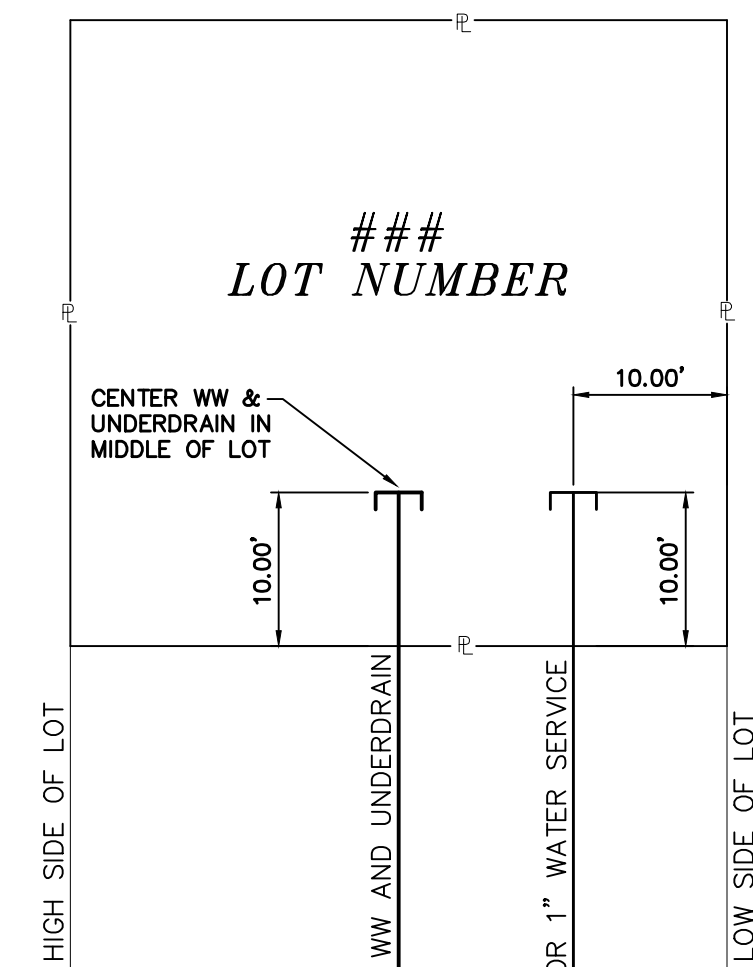 PL
###
LOT NUMBER
PL
PL
10.00'
CENTER WW &
UNDERDRAIN IN
MIDDLE OF LOT
10.00'
10.00'
PL
HIGH SIDE OF LOT
WW AND UNDERDRAIN
OR 1" WATER SERVICE
LOW SIDE OF LOT